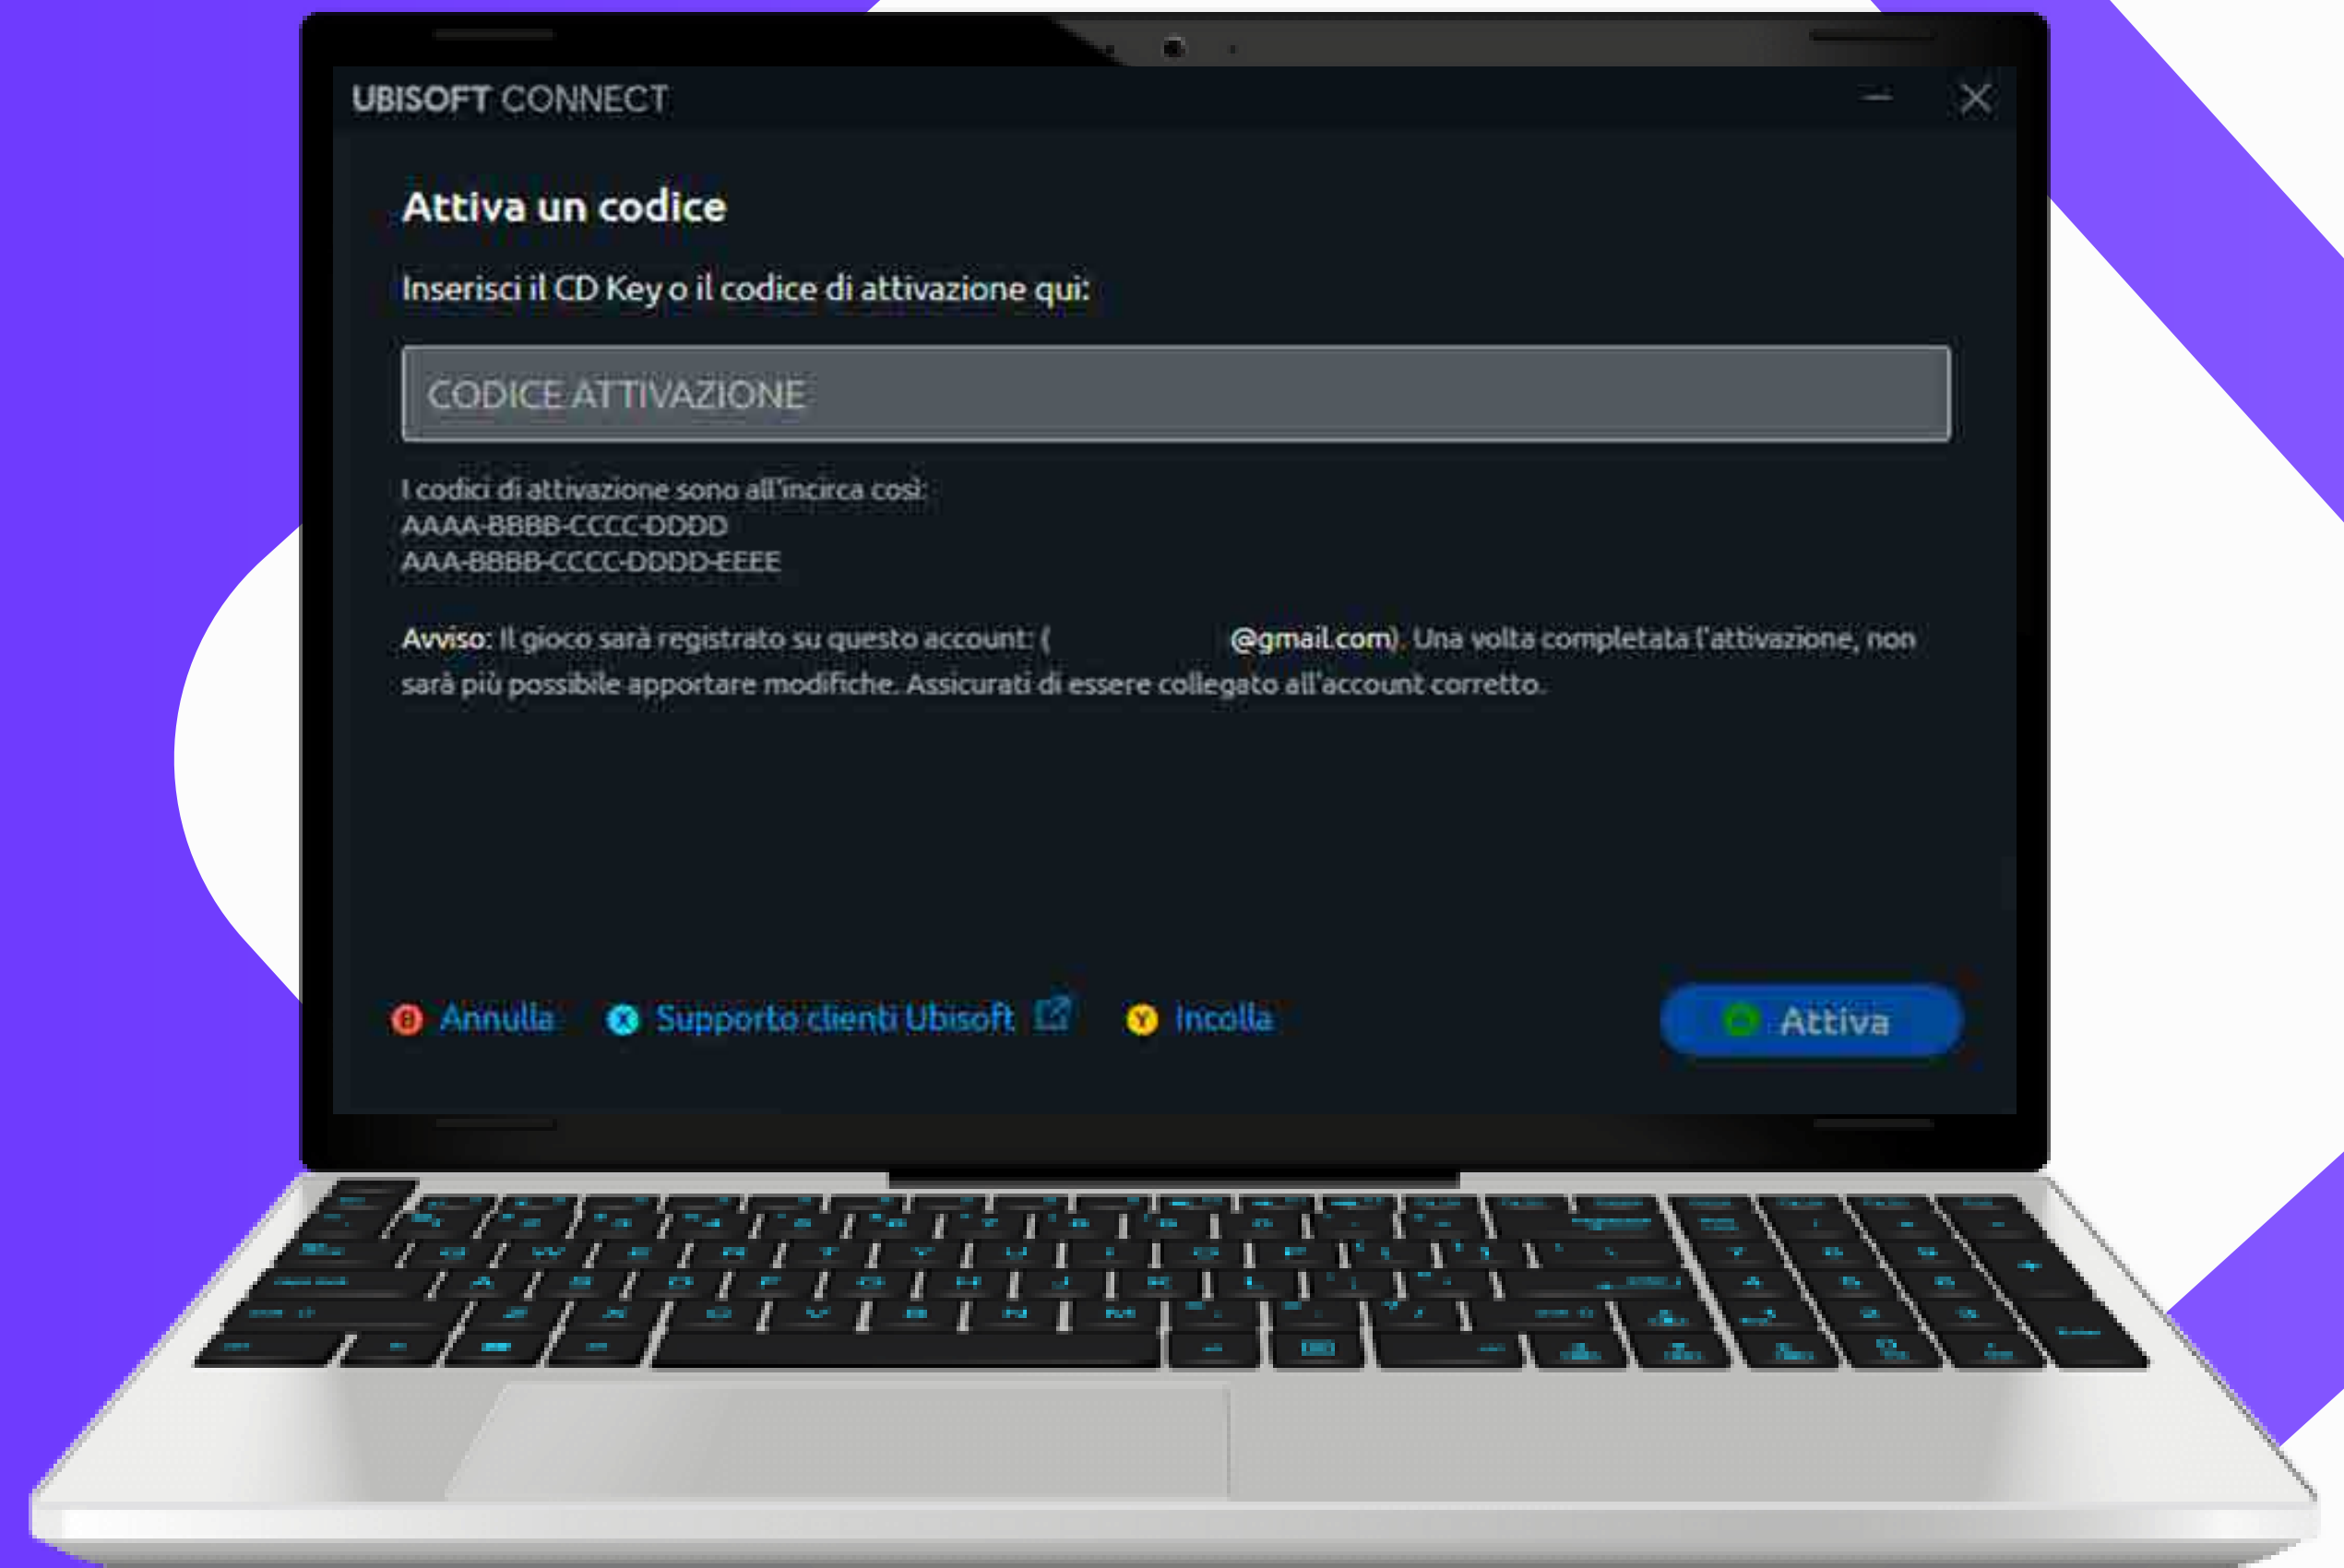 UBISOFT CONNECT
Attiva un codice
Inserisci il CD Key o il codice di attivazione qui:
CODICE ATTIVAZIONE
I codici di attivazione sono all'incirca così:
AAAA-BBBB-CCCC-DDDD
AAA-BBBB-CCCC-DDDD-EEEE
Avviso: Il gioco sarà registrato su questo account: ( @gmail.com). Una volta completata l'attivazione, non
sarà più possibile apportare modifiche. Assicurati di essere collegato all'account corretto.
B Annulla X Supporto clienti Ubisoft Y Incolla Attiva